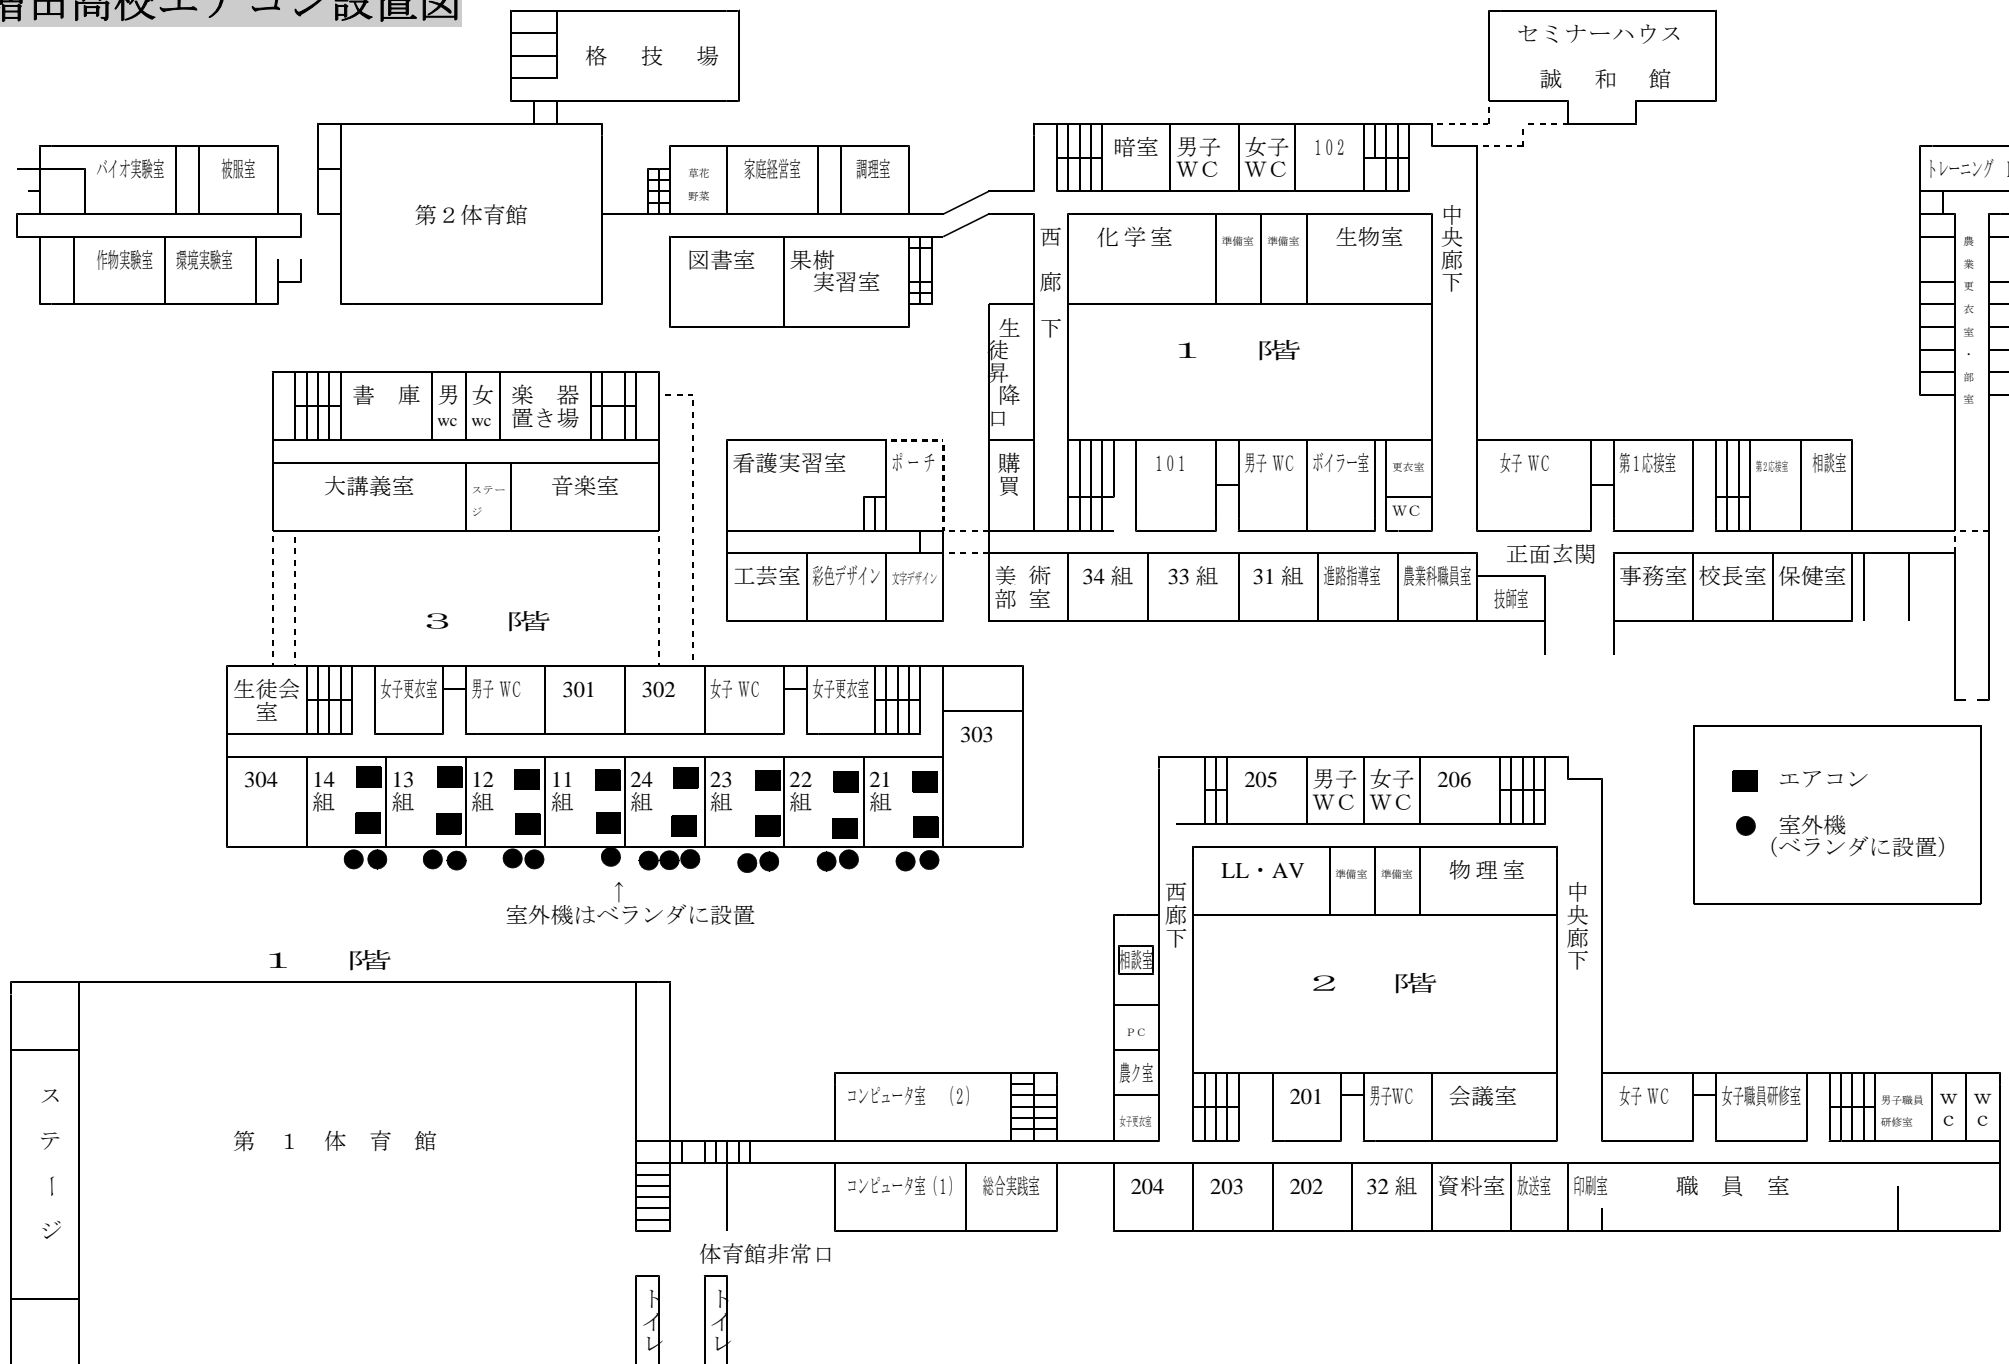 増田高校エアコン設置図
格 技 場
セミナーハウス
誠 和 館
バイオ実験室
被服室
第2体育館
草花
野菜
家庭経営室
調理室
作物実験室
環境実験室
図書室
果樹
実習室
暗室
男子
WC
女子
WC
102
西廊下
化学室
準備室
準備室
生物室
中央廊下
トレーニング
農業更衣室・部室
生徒昇降口
1 階
購買
101
男子 WC
ボイラー室
更衣室
WC
女子 WC
第1応接室
第2応接室
相談室
看護実習室
ポーチ
工芸室
彩色デザイン
文字デザイン
美 術
部 室
34 組
33 組
31 組
進路指導室
農業科職員室
技師室
正面玄関
事務室
校長室
保健室
書 庫
男
wc
女
wc
楽 器
置き場
大講義室
ステー
ジ
音楽室
3 階
生徒会
室
女子更衣室
男子 WC
301
302
女子 WC
女子更衣室
303
304
14
組
13
組
12
組
11
組
24
組
23
組
22
組
21
組
↑
室外機はベランダに設置
エアコン
室外機
(ベランダに設置)
205
男子
WC
女子
WC
206
西廊下
LL・AV
準備室
準備室
物理室
中央廊下
相談室
PC
農ク室
女子更衣室
2 階
201
男子WC
会議室
女子 WC
女子職員研修室
男子職員
研修室
WC
WC
204
203
202
32 組
資料室
放送室
印刷室
職 員 室
1 階
ステージ
第 1 体 育 館
コンピュータ室 (2)
コンピュータ室 (1)
総合実践室
体育館非常口
トイレ
トイレ